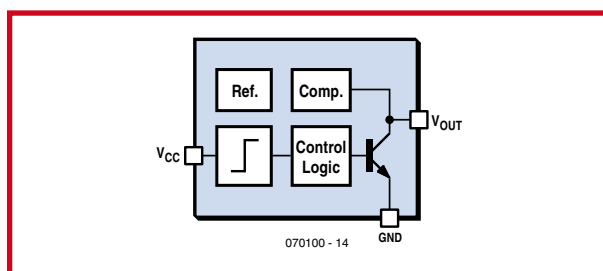 Ref.
Comp.
VOUT
VCC
Control
Logic
070100 - 14
GND